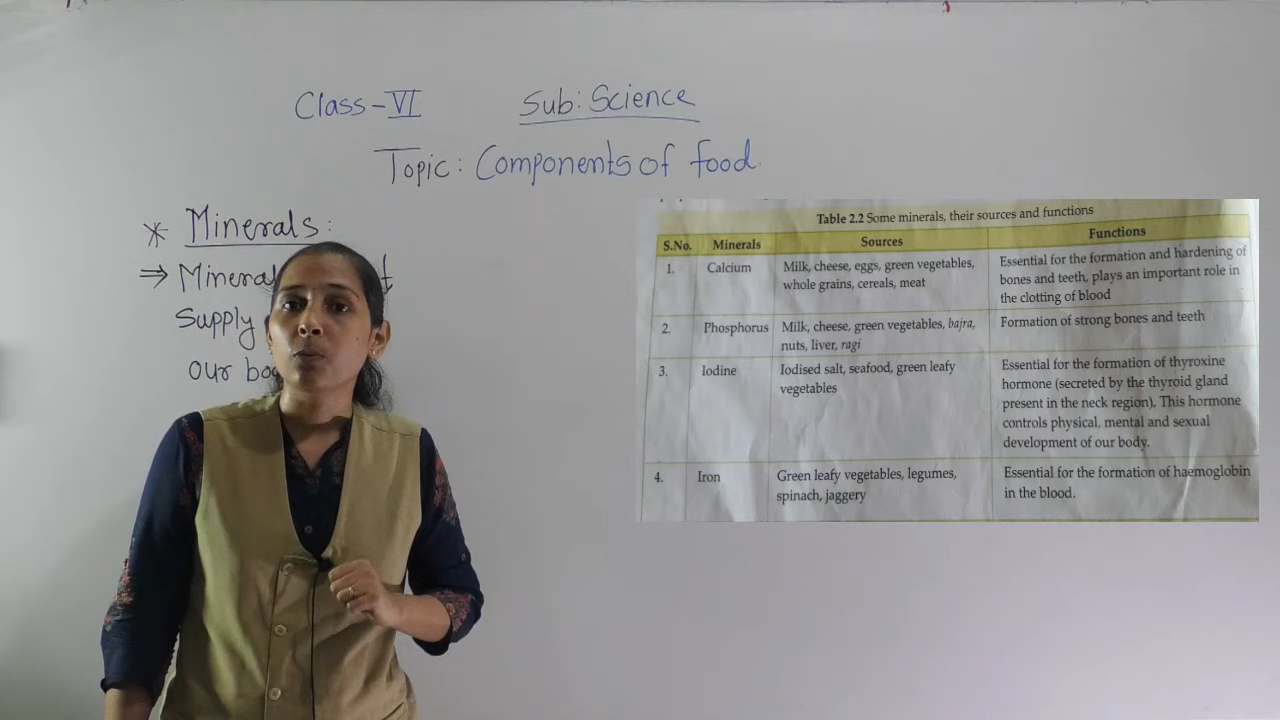 Class-VI Sub: Science
Topic: Components of food.
* Minerals:
⇒ Mineral
Supply
Our
Table 2.2 Some minerals, their sources and functions
S.No. Minerals Sources Functions
1. Calcium Milk, cheese, eggs, green vegetables, whole grains, cereals, meat Essential for the formation and hardening of bones and teeth, plays an important role in the clotting of blood
2. Phosphorus Milk, cheese, green vegetables, bajra, nuts, liver, ragi Formation of strong bones and teeth
3. Iodine Iodised salt, seafood, green leafy vegetables Essential for the formation of thyroxine hormone (secreted by the thyroid gland present in the neck region). This hormone controls physical, mental and sexual development of our body.
4. Iron Green leafy vegetables, legumes, spinach, jaggery Essential for the formation of haemoglobin in the blood.